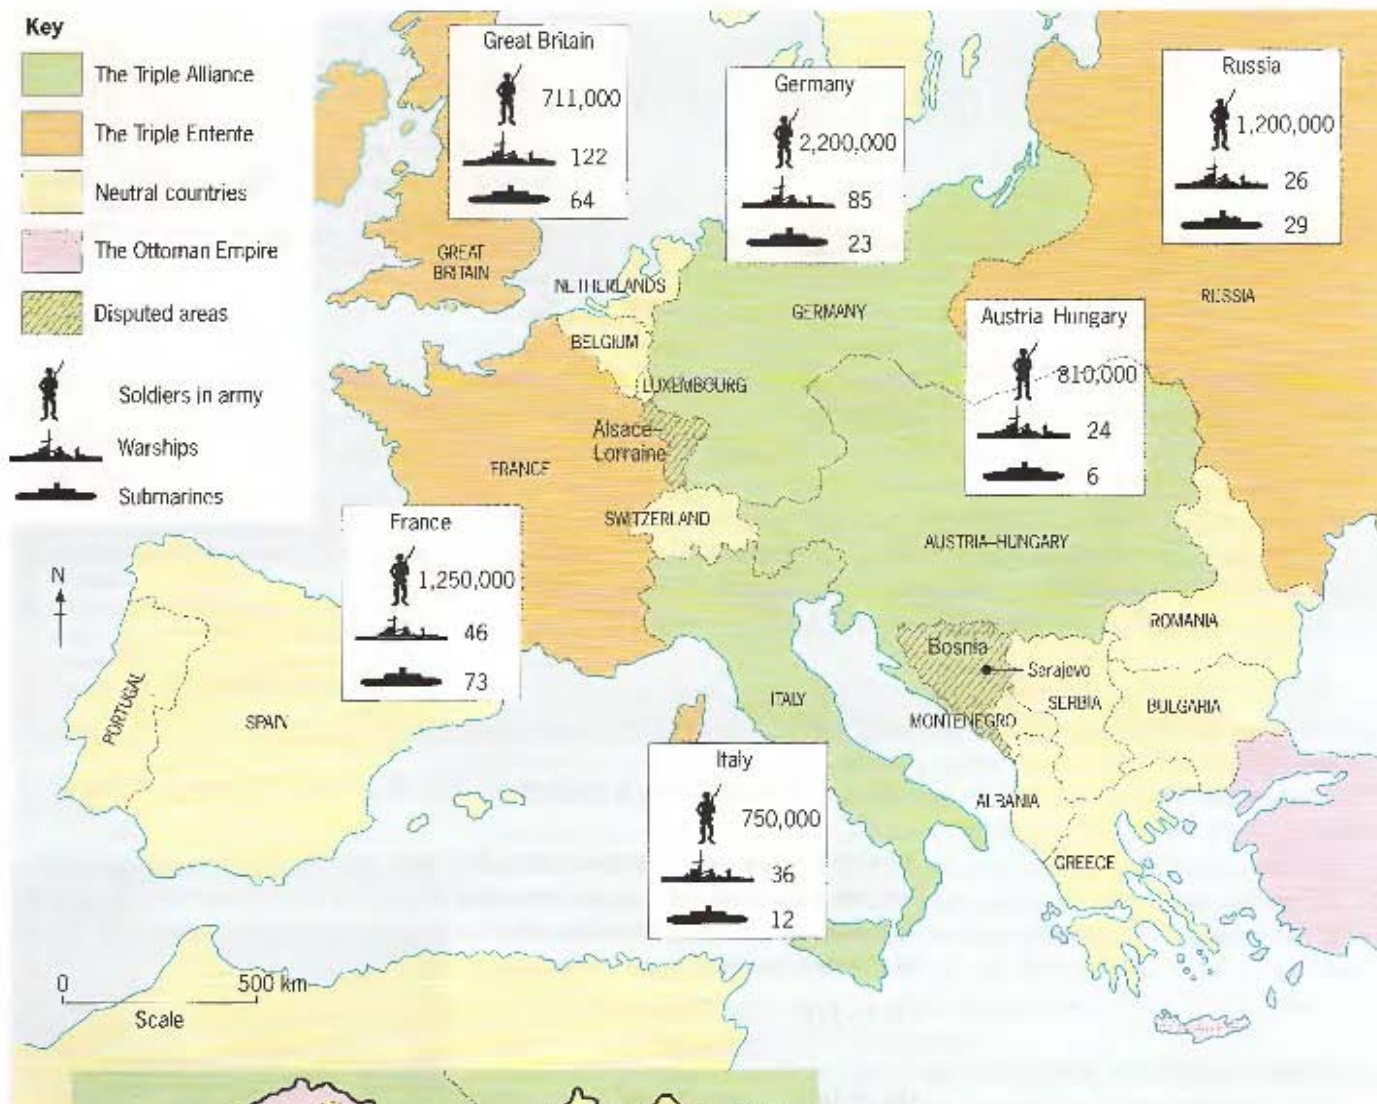 Key
The Triple Alliance
The Triple Entente
Neutral countries
The Ottoman Empire
Disputed areas
Soldiers in army
Warships
Submarines
Great Britain
711,000
122
64
Germany
2,200,000
85
23
Russia
1,200,000
26
29
GREAT
BRITAIN
NETHERLANDS
BELGIUM
LUXEMBOURG
GERMANY
RUSSIA
Austria Hungary
810,000
24
6
Alsace–
Lorraine
FRANCE
SWITZERLAND
AUSTRIA–HUNGARY
France
1,250,000
46
73
N
PORTUGAL
SPAIN
ITALY
Bosnia
Sarajevo
ROMANIA
SERBIA
BULGARIA
MONTENEGRO
ALBANIA
GREECE
Italy
750,000
36
12
0 500 km
Scale